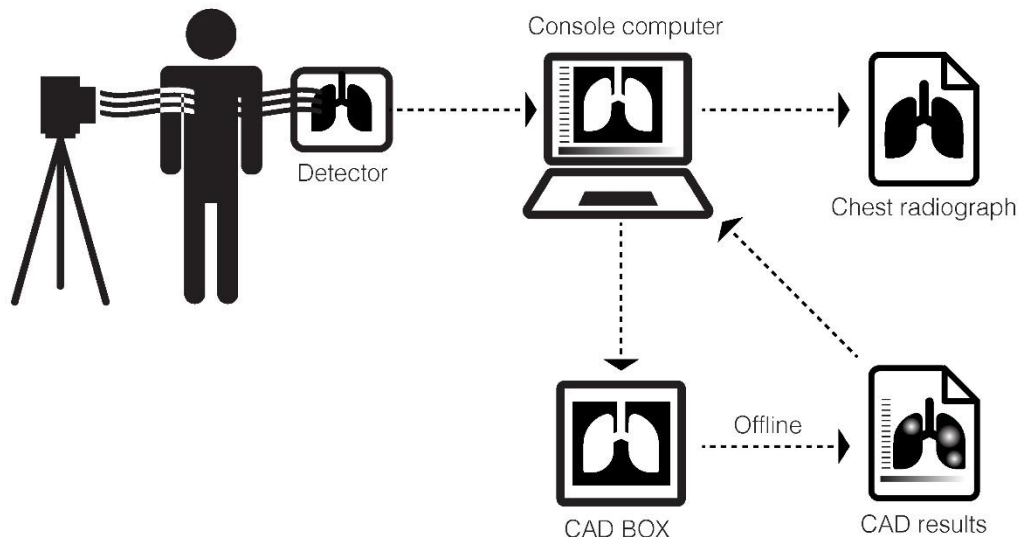 Console computer
Detector
Chest radiograph
Offline
CAD BOX
CAD results